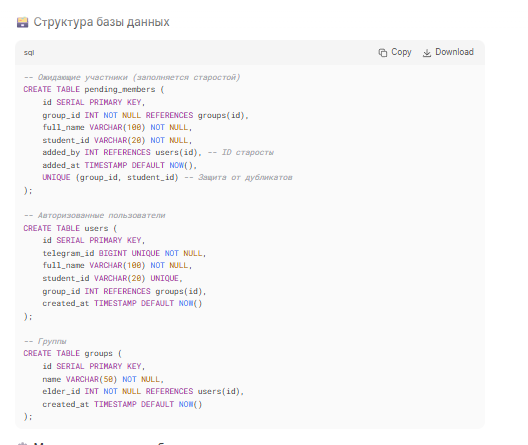 Структура базы данных
sql
Copy
Download
-- Ожидающие участники (заполняется старостой)
CREATE TABLE pending_members (
id SERIAL PRIMARY KEY,
group_id INT NOT NULL REFERENCES groups(id),
full_name VARCHAR(100) NOT NULL,
student_id VARCHAR(20) NOT NULL,
added_by INT REFERENCES users(id), -- ID старосты
added_at TIMESTAMP DEFAULT NOW(),
UNIQUE (group_id, student_id) -- Защита от дубликатов
);
-- Авторизованные пользователи
CREATE TABLE users (
id SERIAL PRIMARY KEY,
telegram_id BIGINT UNIQUE NOT NULL,
full_name VARCHAR(100) NOT NULL,
student_id VARCHAR(20) UNIQUE,
group_id INT REFERENCES groups(id),
created_at TIMESTAMP DEFAULT NOW()
);
-- Группы
CREATE TABLE groups (
id SERIAL PRIMARY KEY,
name VARCHAR(50) NOT NULL,
elder_id INT NOT NULL REFERENCES users(id),
created_at TIMESTAMP DEFAULT NOW()
);